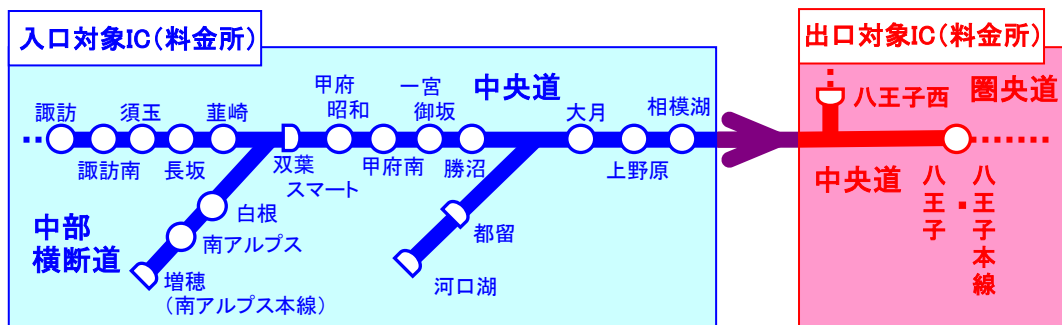 入口対象IC(料金所)
出口対象IC(料金所)
諏訪
諏訪南
須玉
長坂
韮崎
双葉
スマート
甲府
昭和
甲府南
一宮
御坂
勝沼
中央道
大月
上野原
相模湖
白根
南アルプス
増穂
(南アルプス本線)
中部
横断道
都留
河口湖
八王子西
圏央道
中央道
八王子
・八王子本線